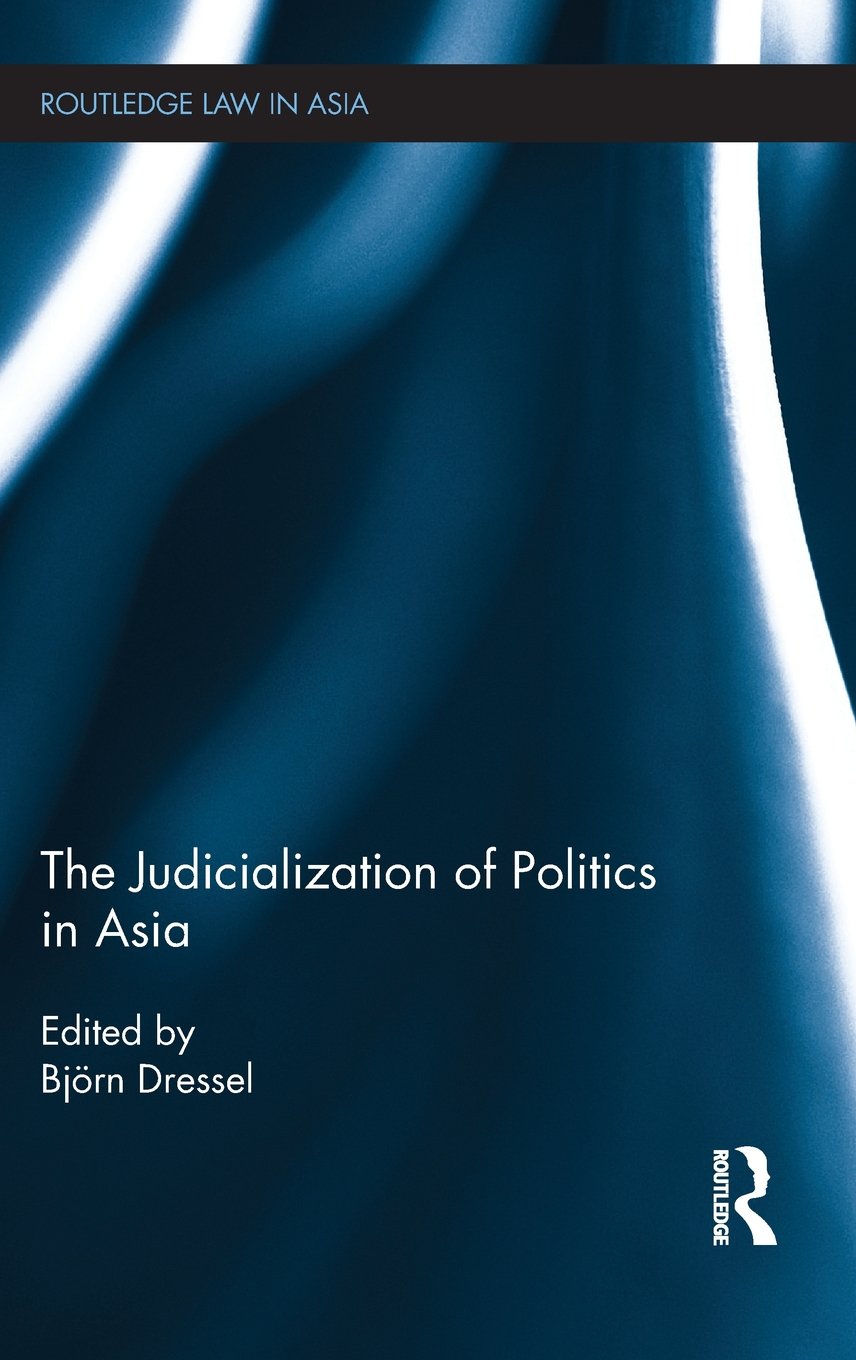 ROUTLEDGE LAW IN ASIA
The Judicialization of Politics
in Asia
Edited by
Björn Dressel
ROUTLEDGE